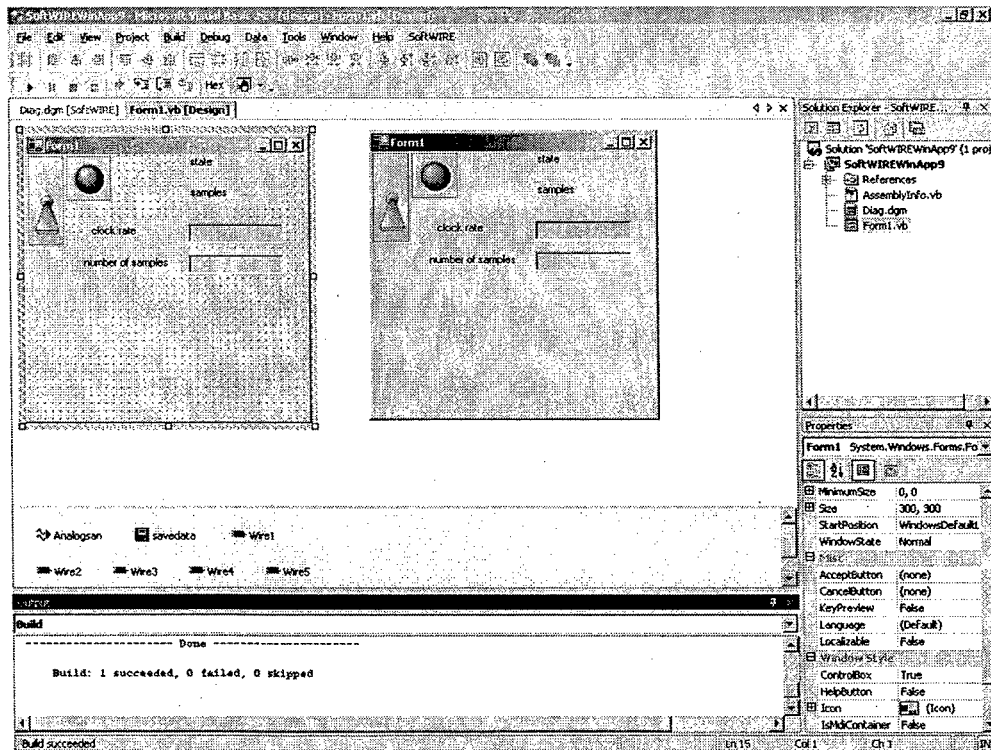 SoftWIREWinApp9 - Microsoft Visual Basic .NET [design] - Form1.vb [Design]
File Edit View Project Build Debug Data Tools Window Help SoftWIRE
Hex
Diag.dgm [SoftWIRE] Form1.vb [Design]
Form1
state
samples
clock rate
number of samples
Form1
state
samples
clock rate
number of samples
Analogsan savedata Wire1
Wire2 Wire3 Wire4 Wire5
Output
Build
---------------------- Done ----------------------
Build: 1 succeeded, 0 failed, 0 skipped
Solution Explorer - SoftWIRE...
Solution 'SoftWIREWinApp9' (1 proj
SoftWIREWinApp9
References
AssemblyInfo.vb
Diag.dgm
Form1.vb
Properties
Form1 System.Windows.Forms.Fo
MinimumSize 0, 0
Size 300, 300
StartPosition WindowsDefaultL
WindowState Normal
Misc
AcceptButton (none)
CancelButton (none)
KeyPreview False
Language (Default)
Localizable False
Window Style
ControlBox True
HelpButton False
Icon (Icon)
IsMdiContainer False
Build succeeded Ln 15 Col 1 Ch 1